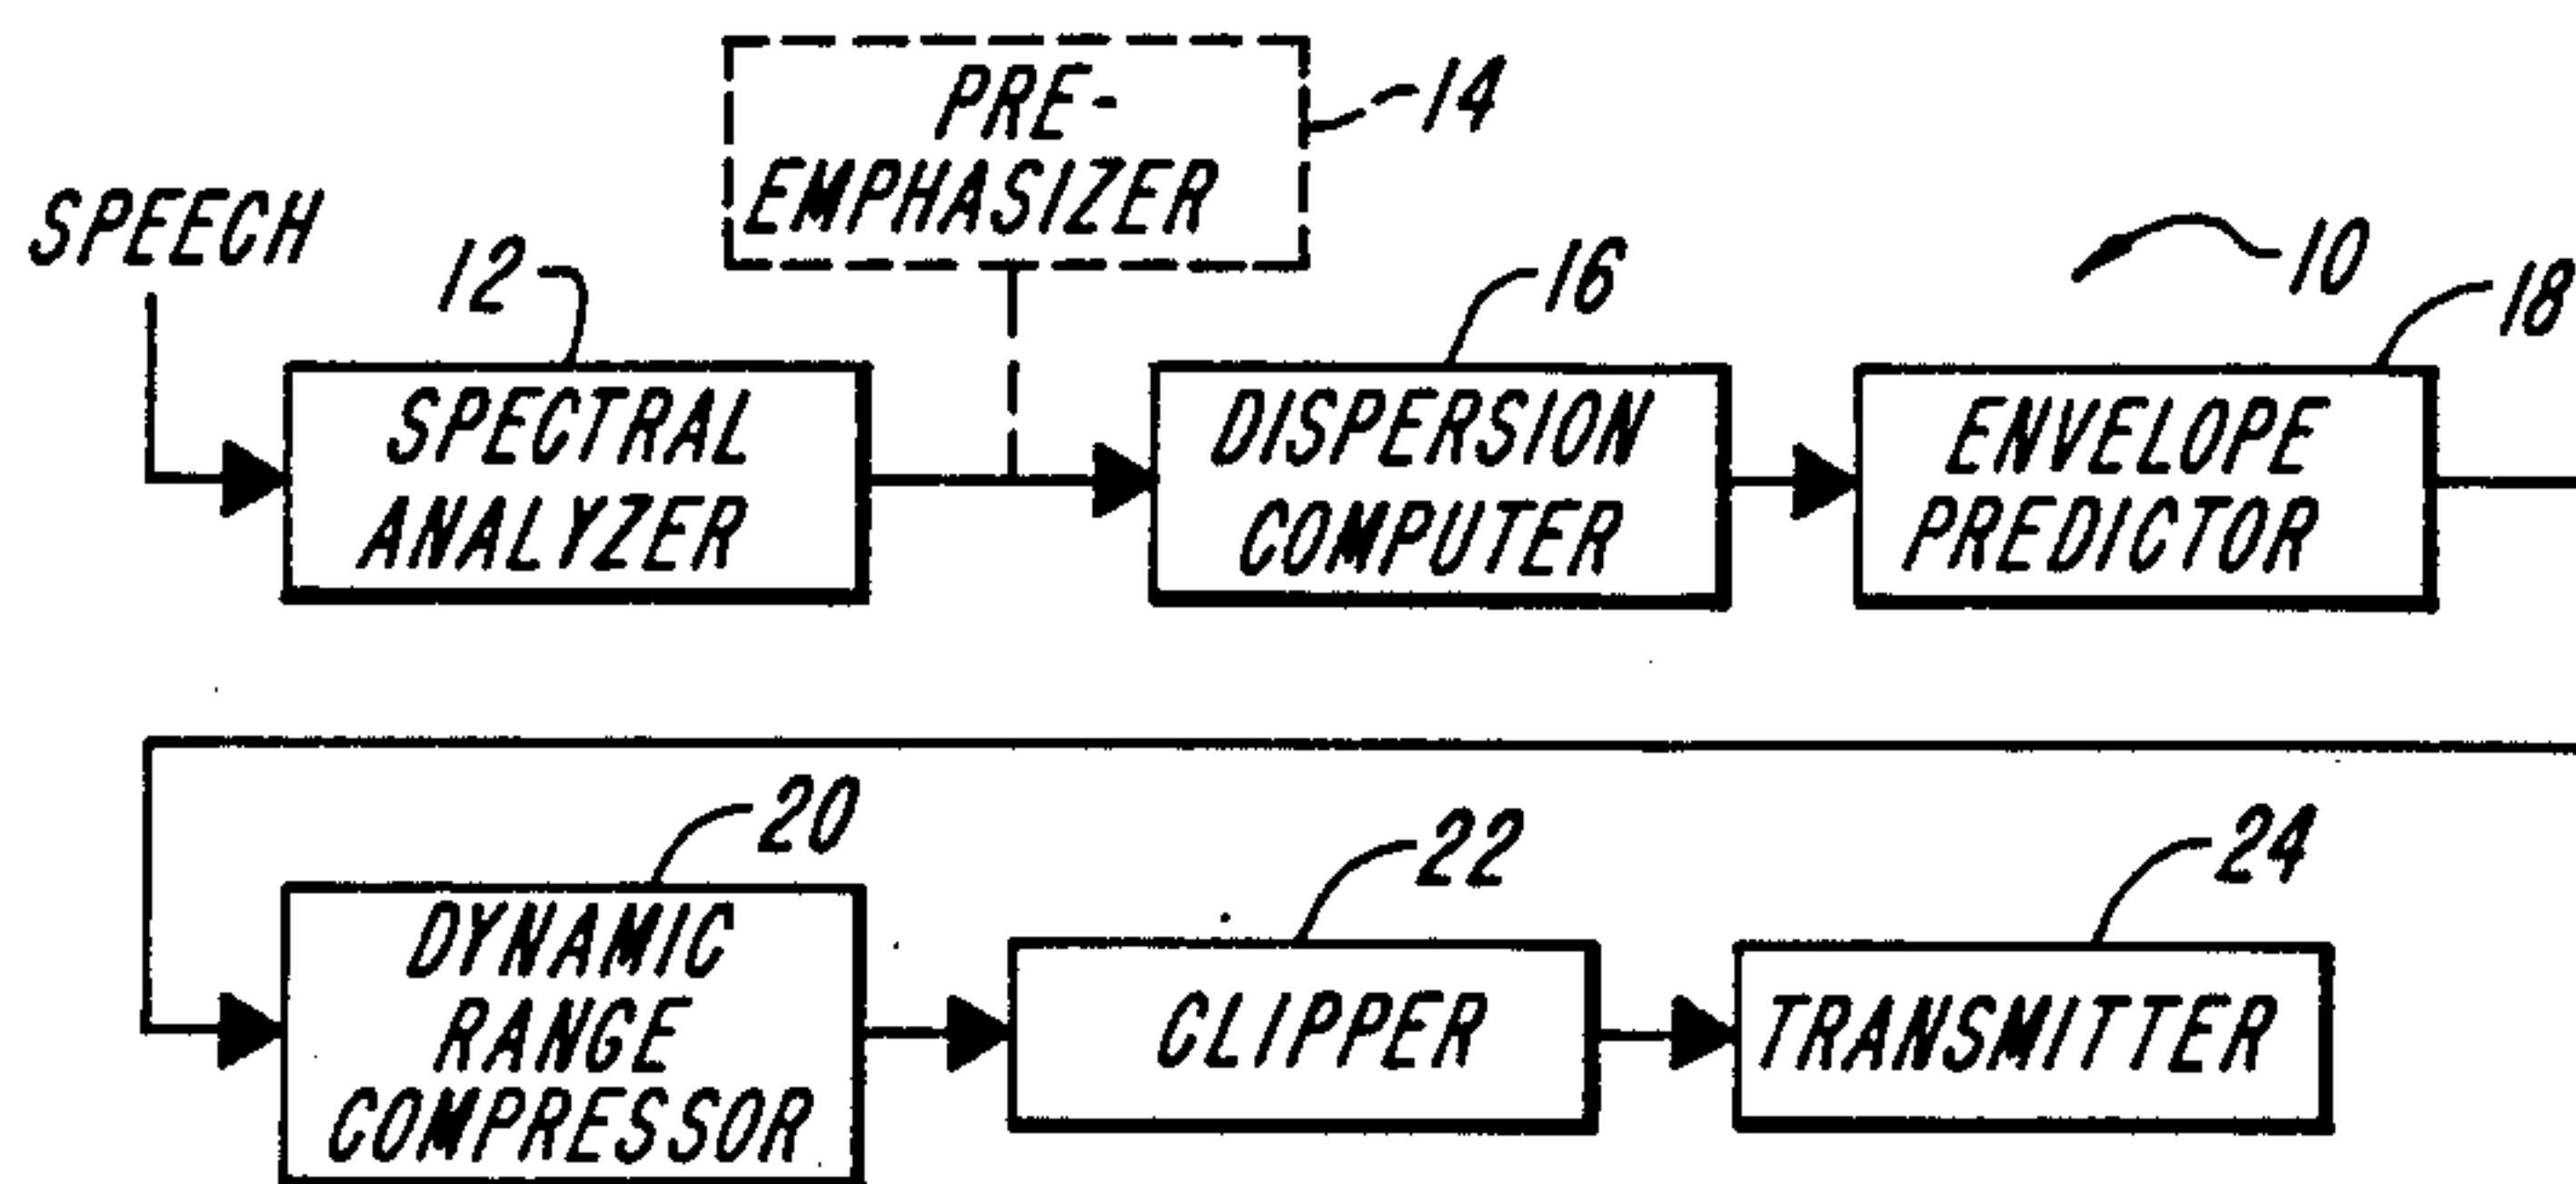 PRE-
EMPHASIZER
14
SPEECH
12
16
10
18
SPECTRAL
ANALYZER
DISPERSION
COMPUTER
ENVELOPE
PREDICTOR
20
22
24
DYNAMIC
RANGE
COMPRESSOR
CLIPPER
TRANSMITTER